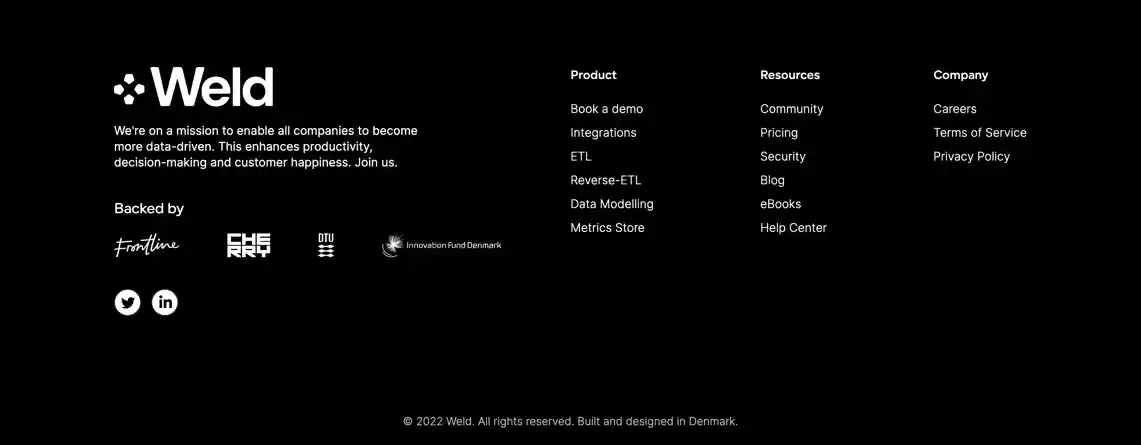 Weld
We're on a mission to enable all companies to become
more data-driven. This enhances productivity,
decision-making and customer happiness. Join us.
Backed by
Frontline
CHE
RRY
DTU
Innovation Fund Denmark
in
Product
Book a demo
Integrations
ETL
Reverse-ETL
Data Modelling
Metrics Store
Resources
Community
Pricing
Security
Blog
eBooks
Help Center
Company
Careers
Terms of Service
Privacy Policy
© 2022 Weld. All rights reserved. Built and designed in Denmark.